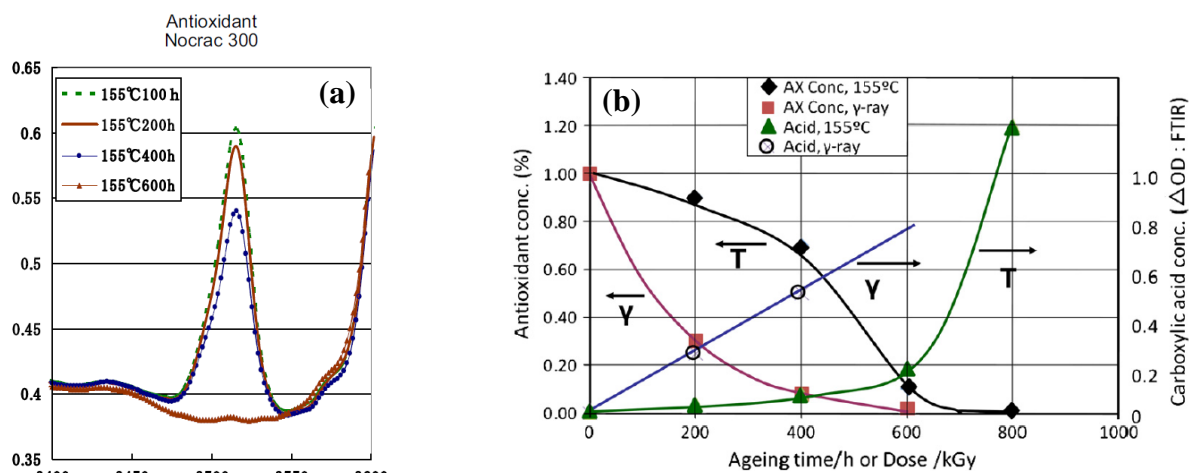 Antioxidant
Nocrac 300
(a)
0.65
0.6
0.55
0.5
0.45
0.4
0.35
155℃100 h
155℃200h
155℃400h
155℃600h
(b)
Antioxidant conc. (%)
1.40
1.20
1.00
0.80
0.60
0.40
0.20
0.00
AX Conc, 155ºC
AX Conc, γ-ray
Acid, 155ºC
Acid, γ-ray
T
γ
γ
T
1.0
0.8
0.6
0.4
0.2
0
Carboxylic acid conc. (△OD : FTIR)
0 200 400 600 800 1000
Ageing time/h or Dose /kGy